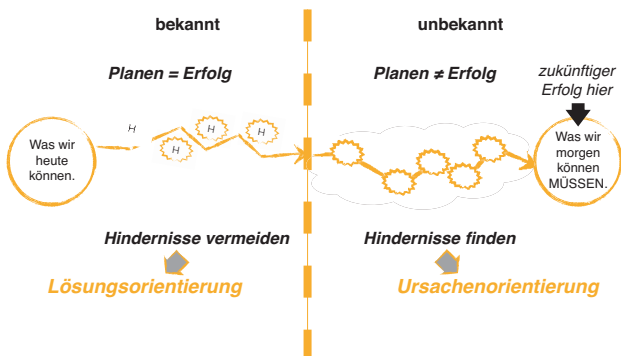 bekannt
unbekannt
Planen = Erfolg
Planen ≠ Erfolg
zukünftiger
Erfolg hier
H
H
H
H
Was wir
heute
können.
Was wir
morgen
können
MÜSSEN.
Hindernisse vermeiden
Hindernisse finden
Lösungsorientierung
Ursachenorientierung